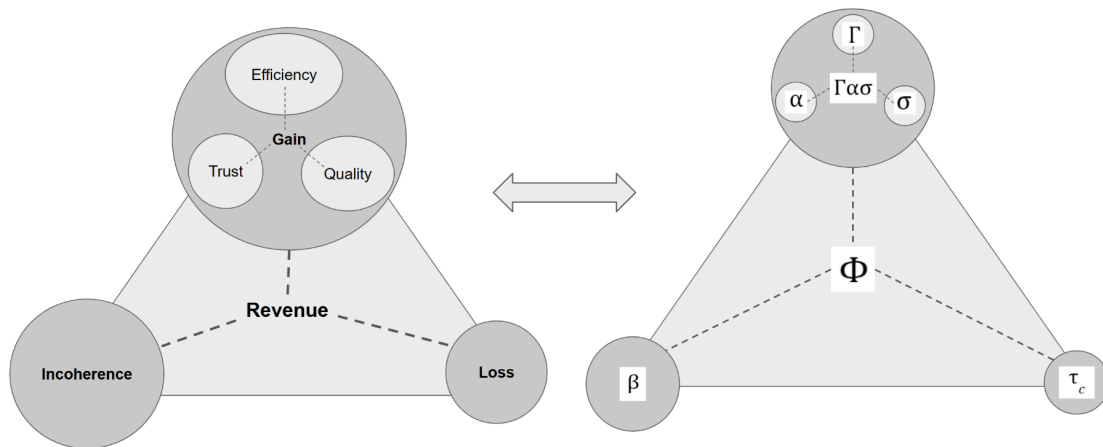 Efficiency
Gain
Trust
Quality
Revenue
Incoherence
Loss
Γ
Γασ
α
σ
Φ
β
τc